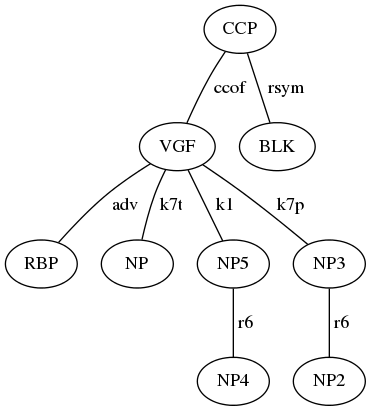 CCP
ccof rsym
VGF BLK
adv k7t k1 k7p
RBP NP NP5 NP3
r6 r6
NP4 NP2